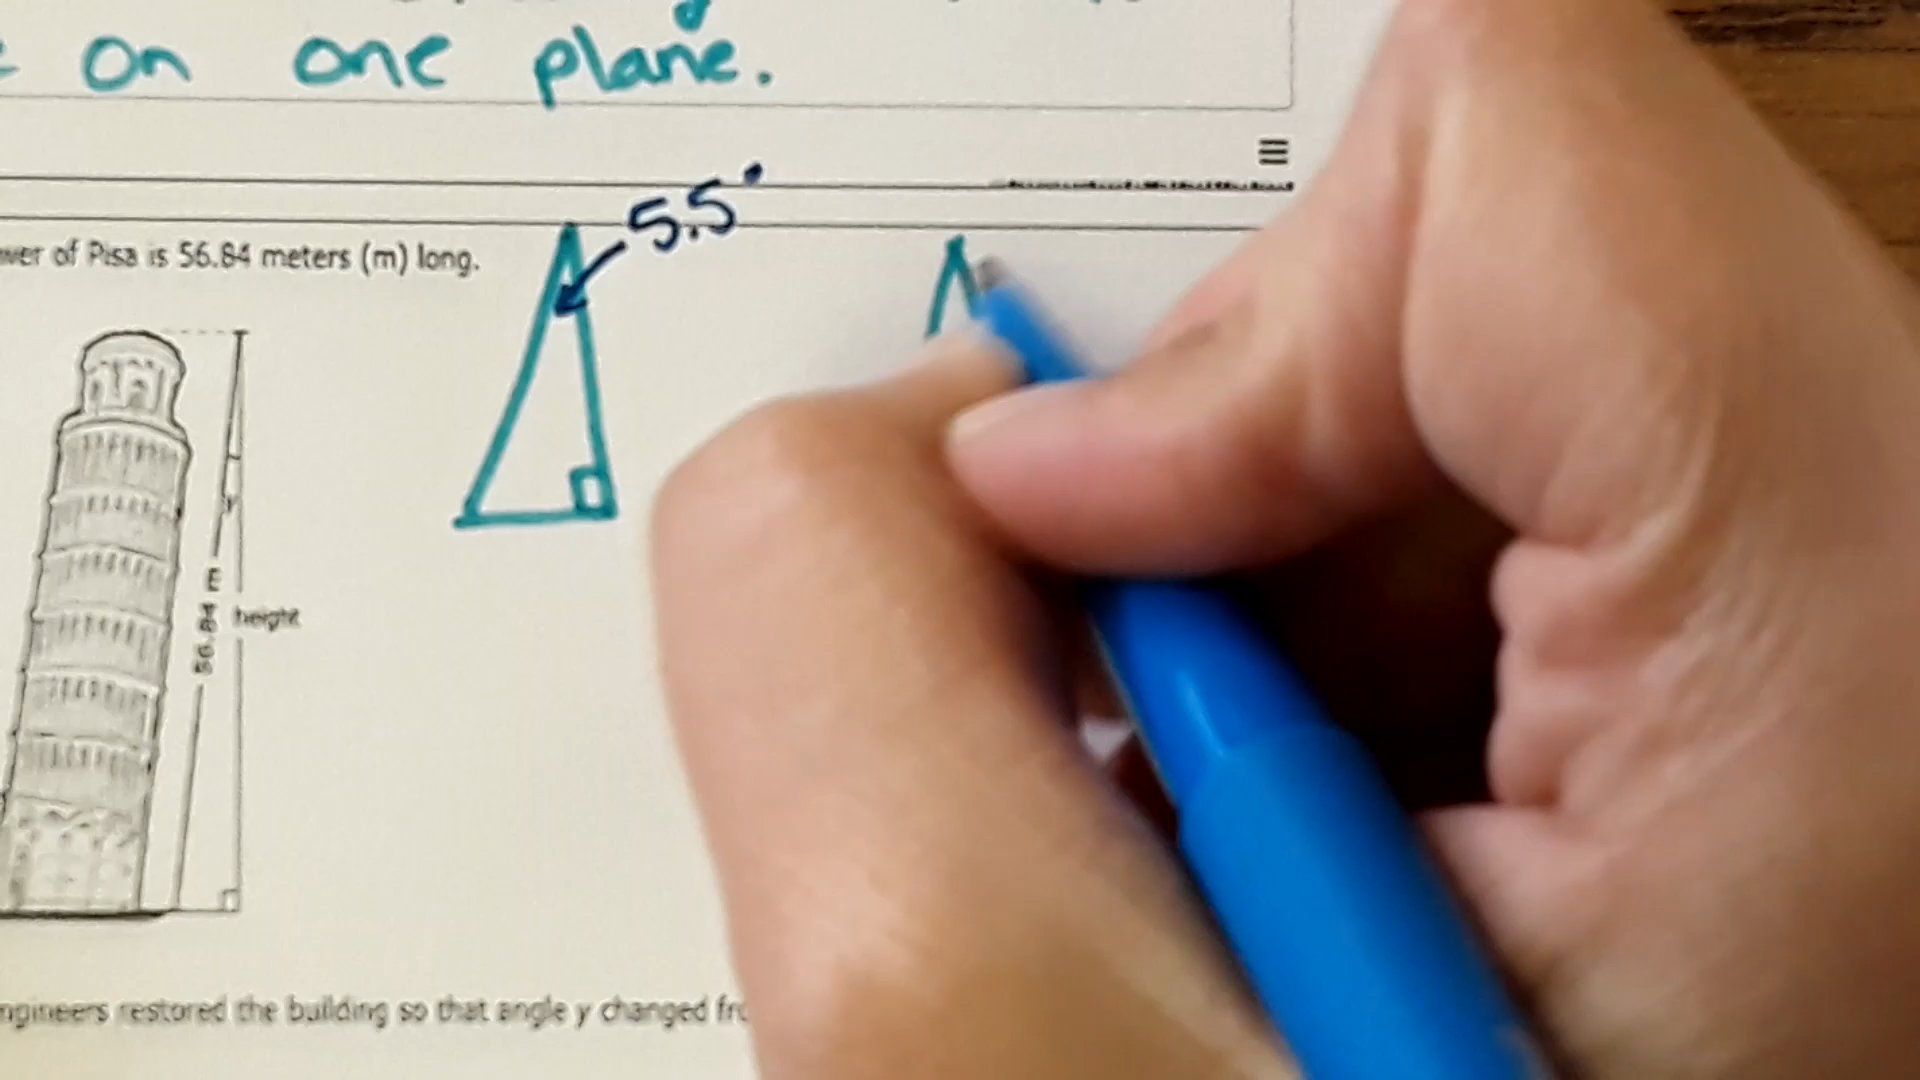 on one plane.
5.5°
wer of Pisa is 56.84 meters (m) long.
y
56.84 m
height
ngineers restored the building so that angle y changed fro